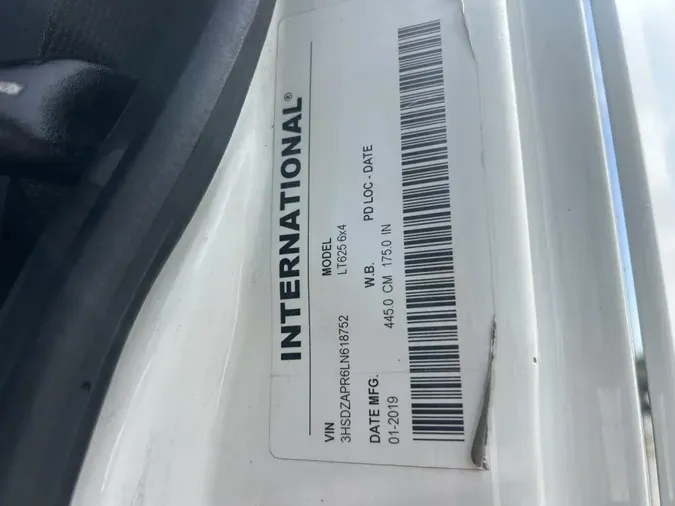 INTERNATIONAL®
VIN MODEL
3HSDZAPR6LN618752 LT625 6x4
DATE MFG. W.B. PD LOC - DATE
01-2019 445.0 CM 175.0 IN